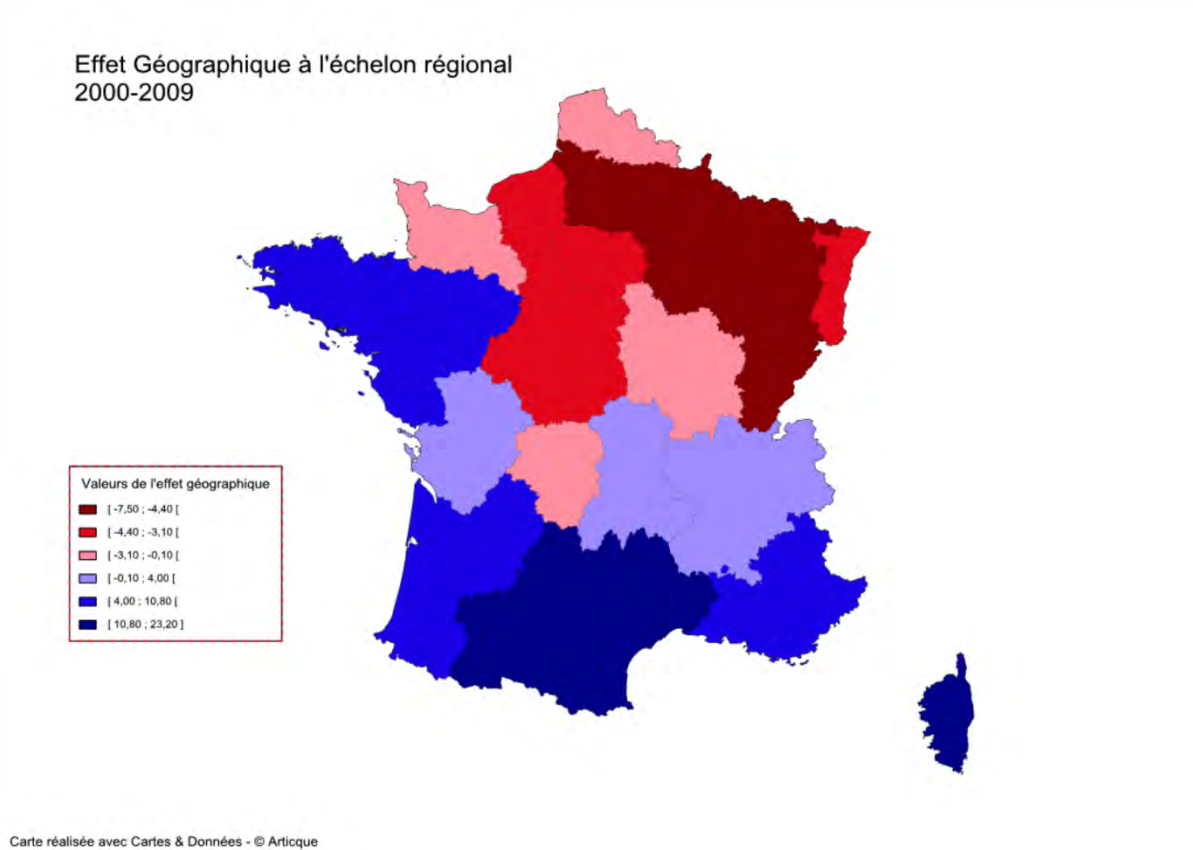 Effet Géographique à l'échelon régional
2000-2009
Valeurs de l'effet géographique
[ -7,50 ; -4,40 [
[ -4,40 ; -3,10 [
[ -3,10 ; -0,10 [
[ -0,10 ; 4,00 [
[ 4,00 ; 10,80 [
[ 10,80 ; 23,20 ]
Carte réalisée avec Cartes & Données - © Articque